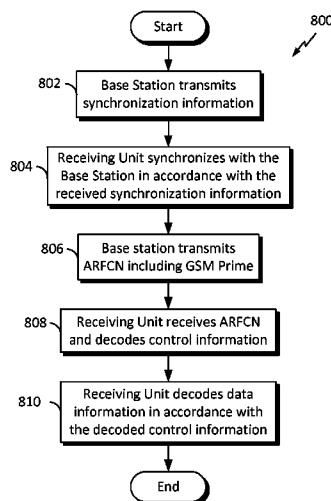 Start
800
802
Base Station transmits
synchronization information
804
Receiving Unit synchronizes with the
Base Station in accordance with the
received synchronization information
806
Base station transmits
ARFCN including GSM Prime
808
Receiving Unit receives ARFCN
and decodes control information
810
Receiving Unit decodes data
information in accordance with
the decoded control information
End